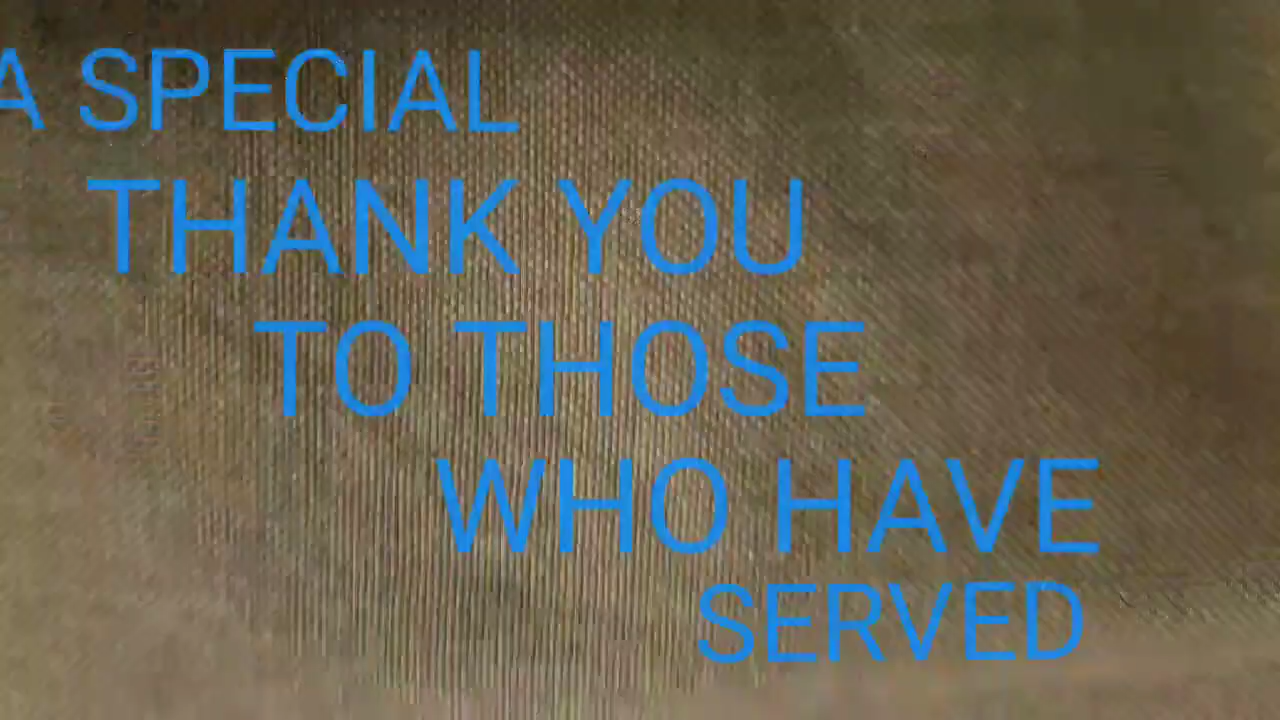 A SPECIAL
THANK YOU
TO THOSE
WHO HAVE
SERVED